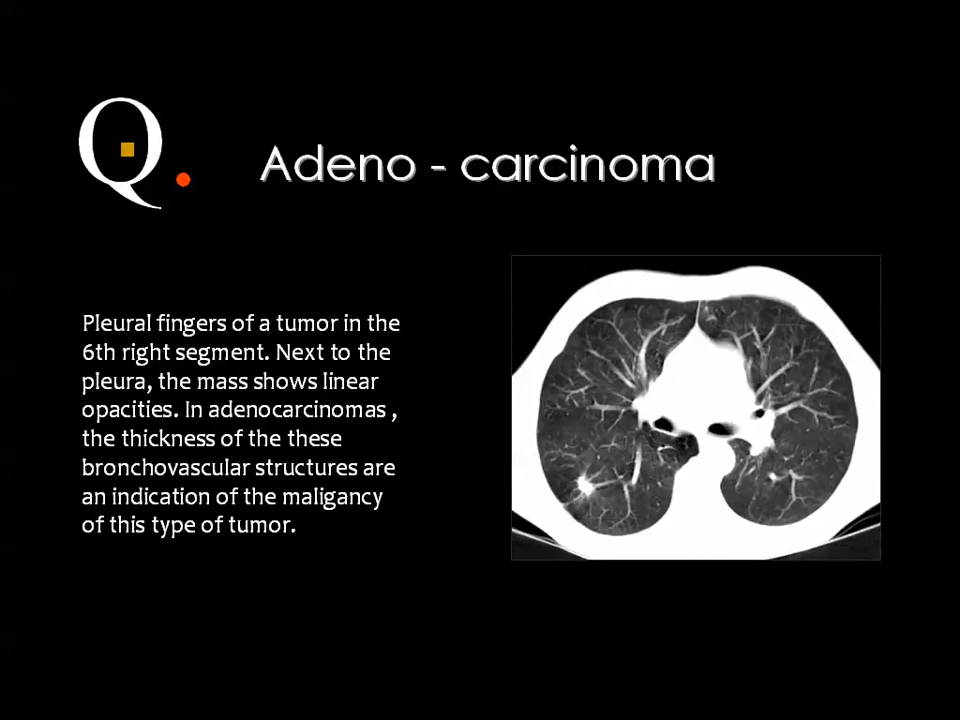 Q.
Adeno - carcinoma
Pleural fingers of a tumor in the
6th right segment. Next to the
pleura, the mass shows linear
opacities. In adenocarcinomas ,
the thickness of the these
bronchovascular structures are
an indication of the maligancy
of this type of tumor.